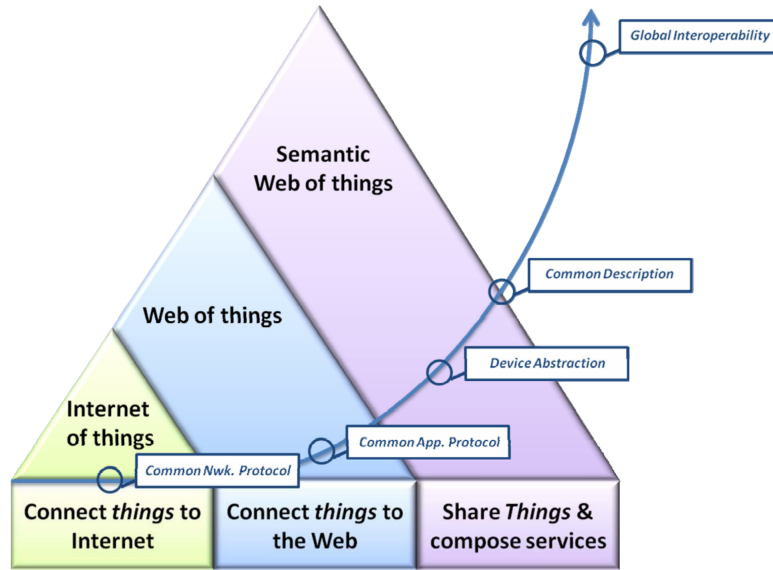 Global Interoperability
Semantic
Web of things
Common Description
Web of things
Device Abstraction
Internet
of things
Common App. Protocol
Common Nwk. Protocol
Connect things to
Internet
Connect things to
the Web
Share Things &
compose services